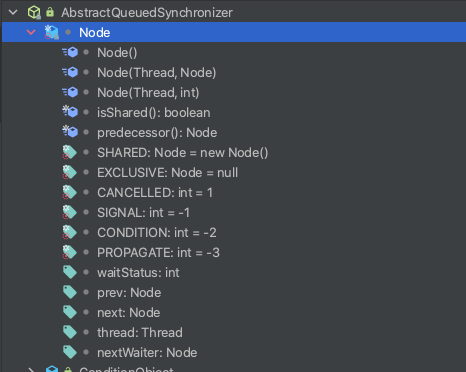 AbstractQueuedSynchronizer
Node
Node()
Node(Thread, Node)
Node(Thread, int)
isShared(): boolean
predecessor(): Node
SHARED: Node = new Node()
EXCLUSIVE: Node = null
CANCELLED: int = 1
SIGNAL: int = -1
CONDITION: int = -2
PROPAGATE: int = -3
waitStatus: int
prev: Node
next: Node
thread: Thread
nextWaiter: Node
ConditionObject